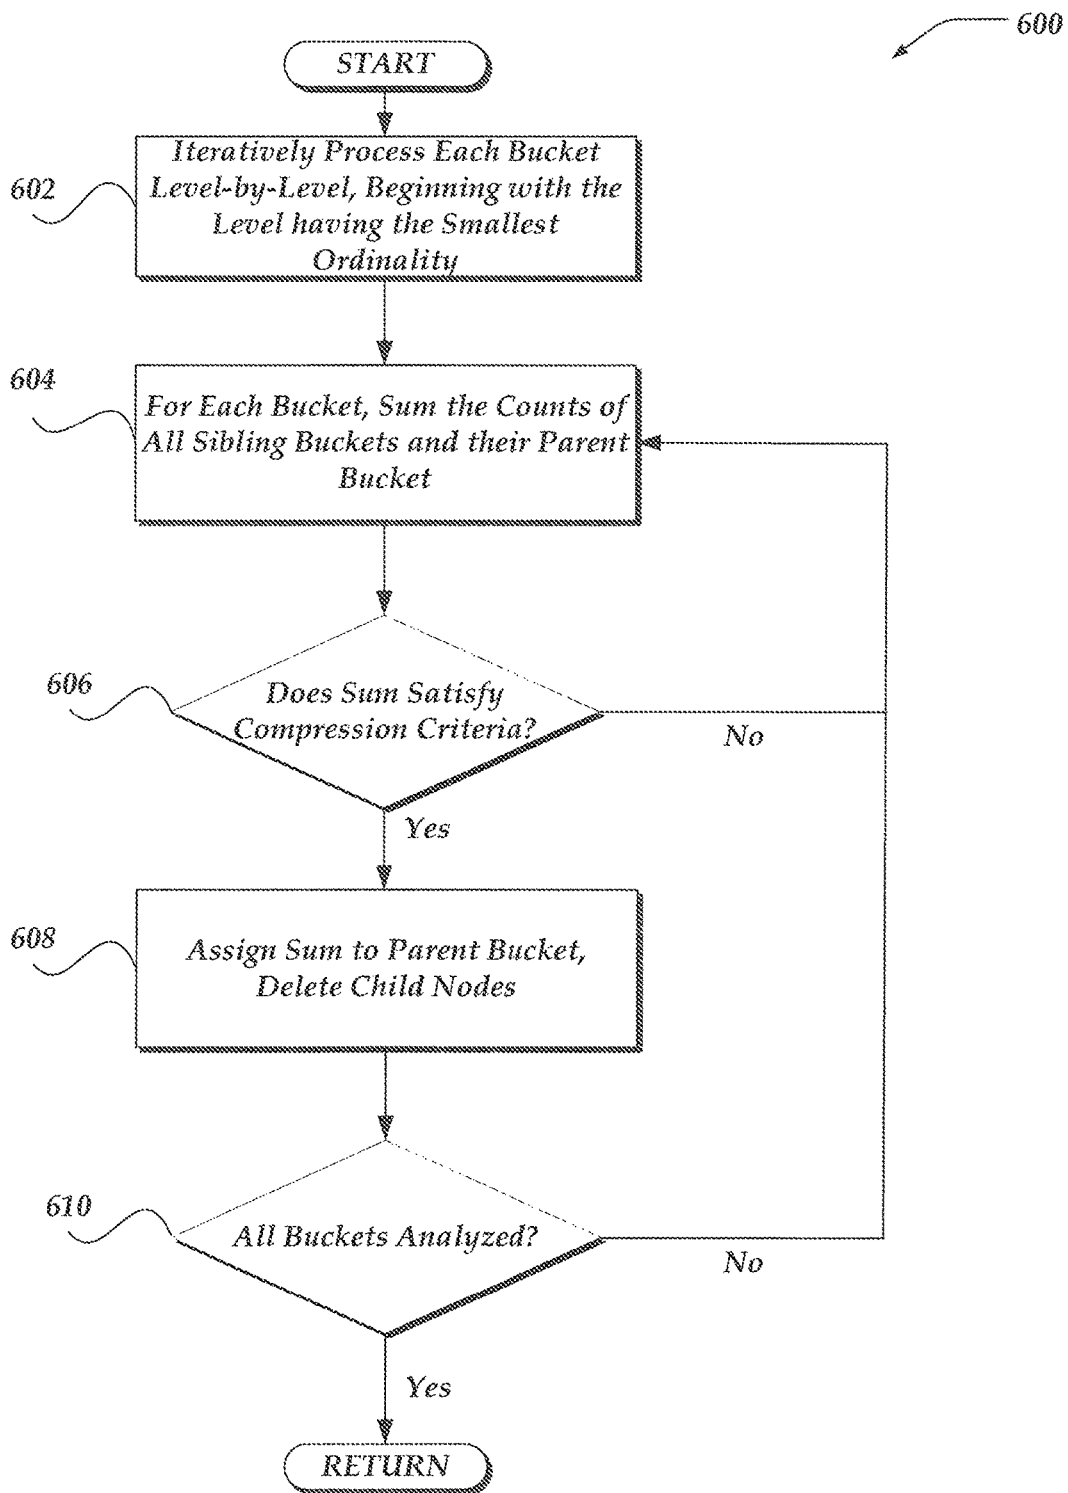 600
START
602
Iteratively Process Each Bucket
Level-by-Level, Beginning with the
Level having the Smallest
Ordinality
604
For Each Bucket, Sum the Counts of
All Sibling Buckets and their Parent
Bucket
606
Does Sum Satisfy
Compression Criteria?
No
Yes
608
Assign Sum to Parent Bucket,
Delete Child Nodes
610
All Buckets Analyzed?
No
Yes
RETURN